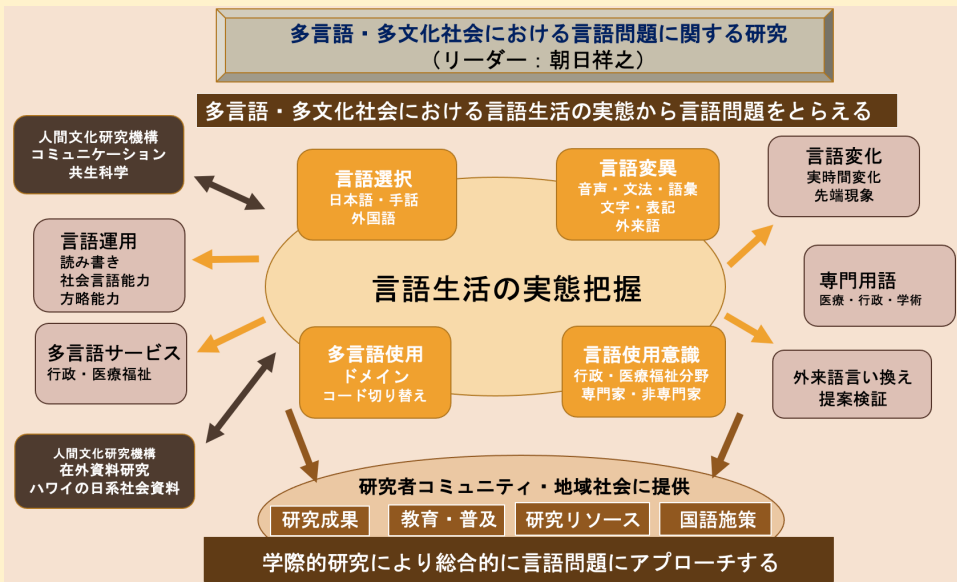 多言語・多文化社会における言語問題に関する研究
（リーダー：朝日祥之）
多言語・多文化社会における言語生活の実態から言語問題をとらえる
人間文化研究機構
コミュニケーション
共生科学
言語選択
日本語・手話
外国語
言語変異
音声・文法・語彙
文字・表記
外来語
言語変化
実時間変化
先端現象
言語運用
読み書き
社会言語能力
方略能力
言語生活の実態把握
専門用語
医療・行政・学術
多言語サービス
行政・医療福祉
多言語使用
ドメイン
コード切り替え
言語使用意識
行政・医療福祉分野
専門家・非専門家
外来語言い換え
提案検証
人間文化研究機構
在外資料研究
ハワイの日系社会資料
研究者コミュニティ・地域社会に提供
研究成果
教育・普及
研究リソース
国語施策
学際的研究により総合的に言語問題にアプローチする